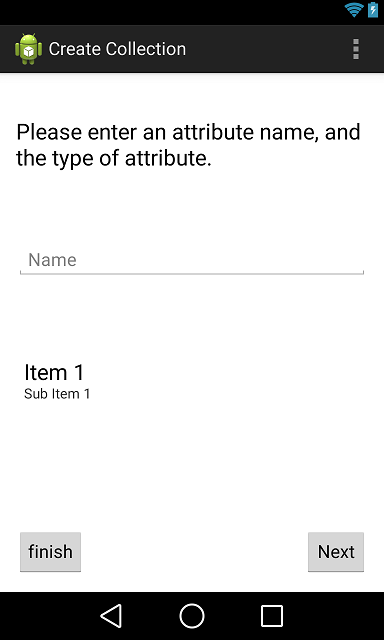 Create Collection
Please enter an attribute name, and
the type of attribute.
Name
Item 1
Sub Item 1
finish
Next